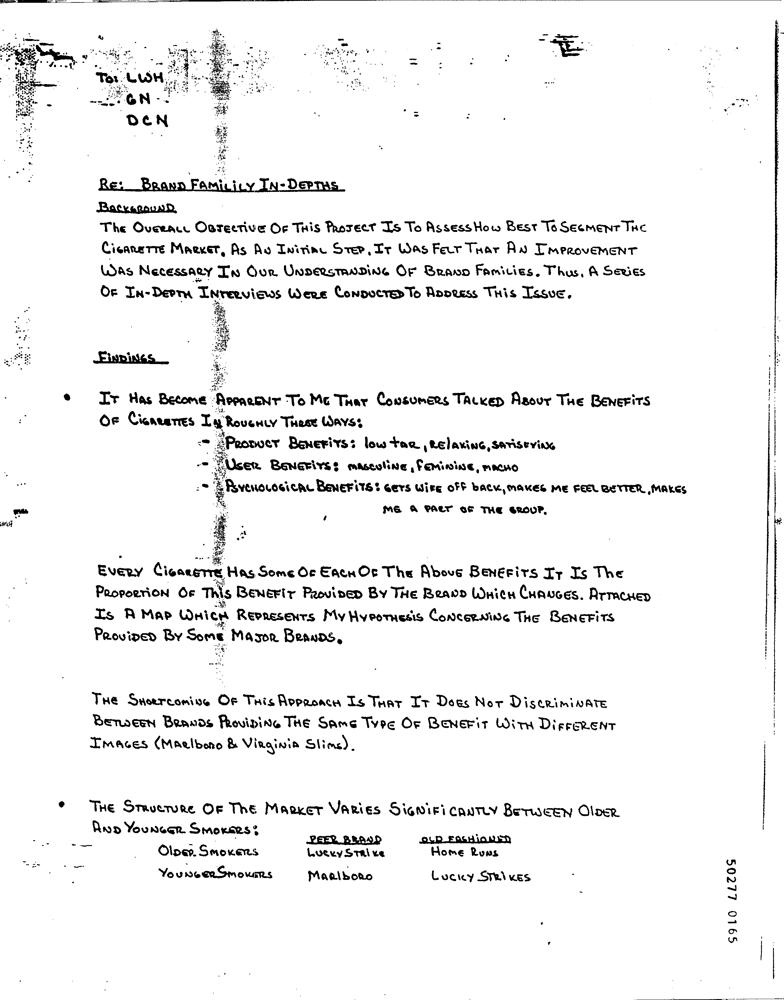 To: LWH
GN
DCN
RE: BRAND FAMILILY IN-DEPTHS
BACKGROUND
THE OVERALL OBJECTIVE OF THIS PROJECT IS TO ASSESS HOW BEST TO SEGMENT THE
CIGARETTE MARKET. AS AN INITIAL STEP, IT WAS FELT THAT AN IMPROVEMENT
WAS NECESSARY IN OUR UNDERSTANDING OF BRAND FAMILIES. THUS, A SERIES
OF IN-DEPTH INTERVIEWS WERE CONDUCTED TO ADDRESS THIS ISSUE.
FINDINGS
• IT HAS BECOME APPARENT TO ME THAT CONSUMERS TALKED ABOUT THE BENEFITS
OF CIGARETTES IN ROUGHLY THREE WAYS:
- PRODUCT BENEFITS: low tar, RELAXING, SATISFYING
- USER BENEFITS: MASCULINE, FEMININE, MACHO
- PSYCHOLOGICAL BENEFITS: GETS WIFE OFF BACK, MAKES ME FEEL BETTER, MAKES
ME A PART OF THE GROUP.
EVERY CIGARETTE HAS SOME OF EACH OF THE ABOVE BENEFITS IT IS THE
PROPORTION OF THIS BENEFIT PROVIDED BY THE BRAND WHICH CHANGES. ATTACHED
IS A MAP WHICH REPRESENTS MY HYPOTHESIS CONCERNING THE BENEFITS
PROVIDED BY SOME MAJOR BRANDS.
THE SHORTCOMING OF THIS APPROACH IS THAT IT DOES NOT DISCRIMINATE
BETWEEN BRANDS PROVIDING THE SAME TYPE OF BENEFIT WITH DIFFERENT
IMAGES (MARlboro & VIRGINIA Slims).
• THE STRUCTURE OF THE MARKET VARIES SIGNIFICANTLY BETWEEN OLDER
AND YOUNGER SMOKERS:
PEER BRAND OLD FASHIONED
OLDER SMOKERS LUCKY STRIKE HOME RUNS
YOUNGER SMOKERS MARlboro LUCKY STRIKES
50277 0165